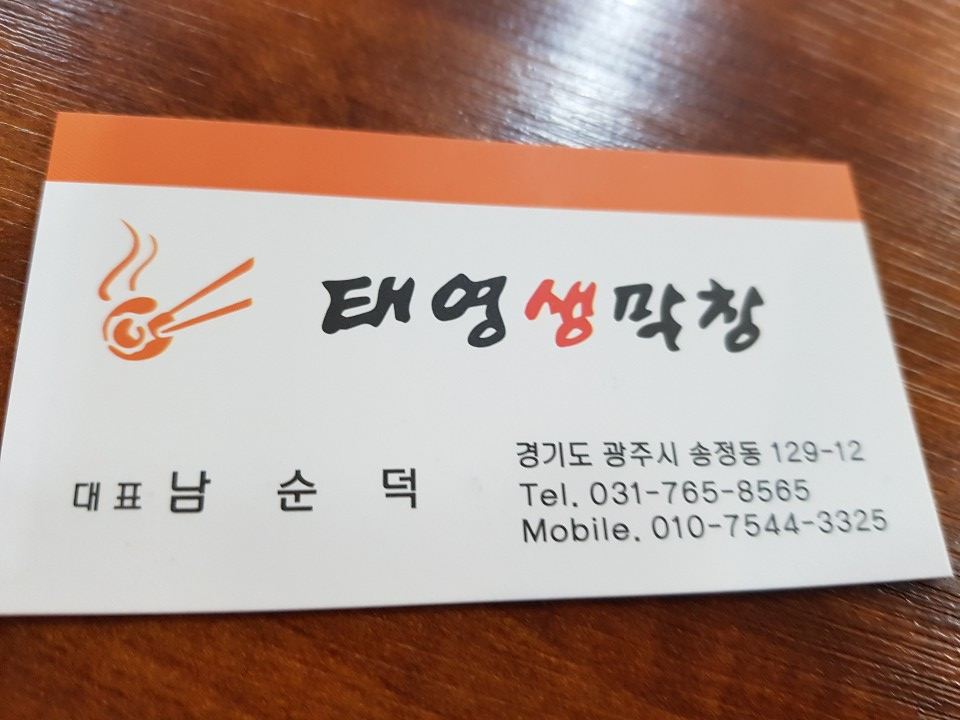 태영생막창
대표 남순덕
경기도 광주시 송정동 129-12
Tel. 031-765-8565
Mobile. 010-7544-3325